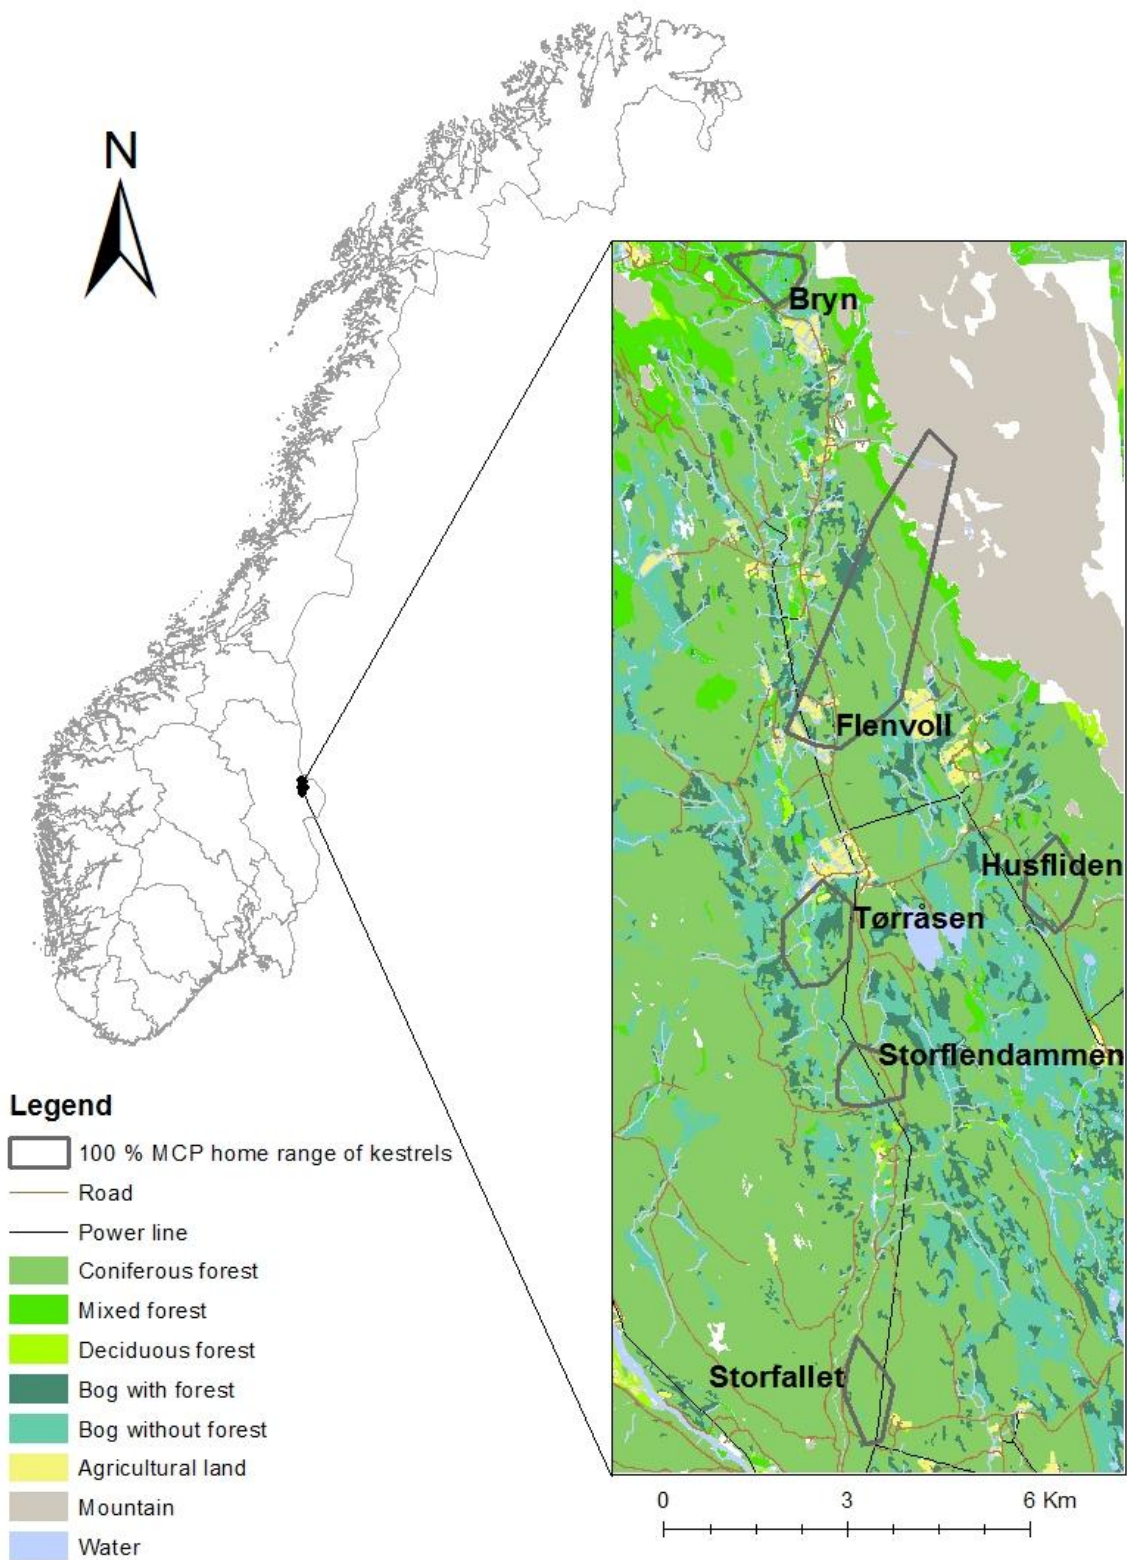 N
Bryn
Flenvoll
Husfliden
Tørråsen
Storflendammen
Storfallet
Legend
100 % MCP home range of kestrels
Road
Power line
Coniferous forest
Mixed forest
Deciduous forest
Bog with forest
Bog without forest
Agricultural land
Mountain
Water
0 3 6 Km